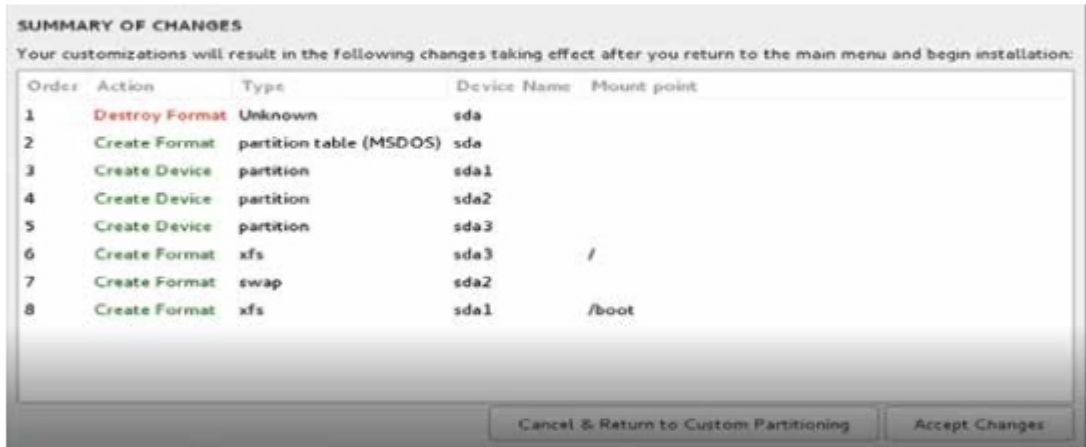 SUMMARY OF CHANGES
Your customizations will result in the following changes taking effect after you return to the main menu and begin installation:
Order Action Type Device Name Mount point
1 Destroy Format Unknown sda
2 Create Format partition table (MSDOS) sda
3 Create Device partition sda1
4 Create Device partition sda2
5 Create Device partition sda3
6 Create Format xfs sda3 /
7 Create Format swap sda2
8 Create Format xfs sda1 /boot
Cancel & Return to Custom Partitioning Accept Changes